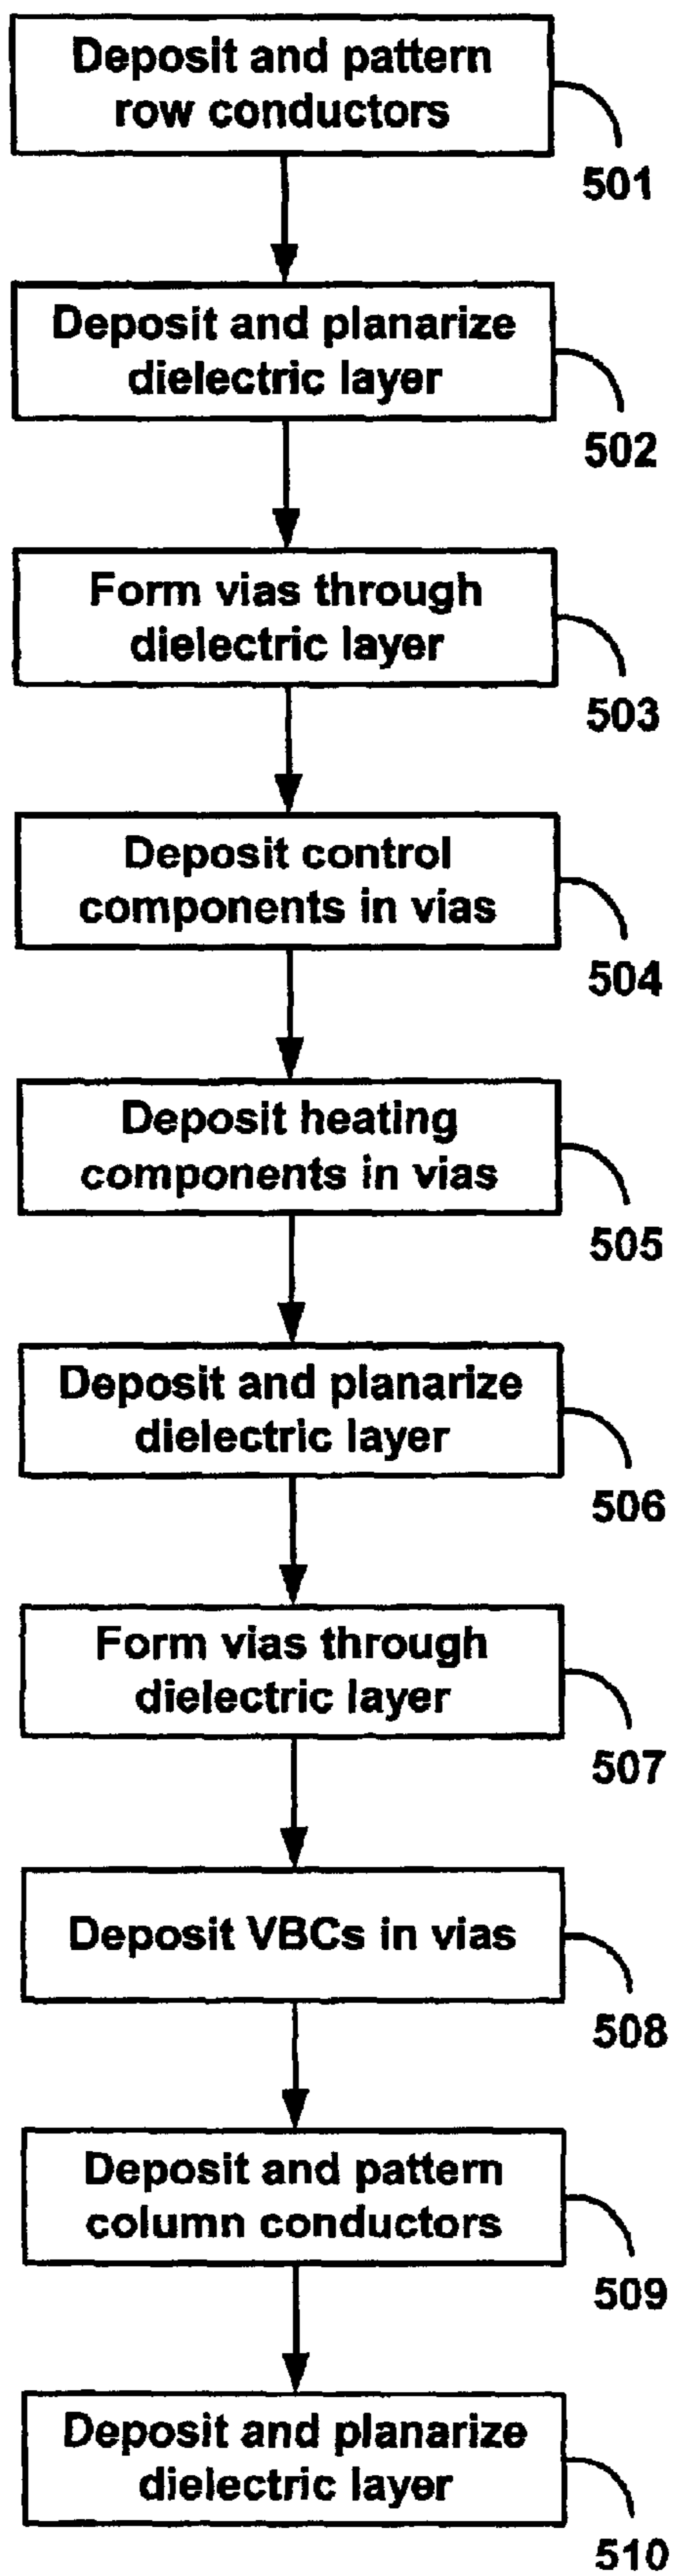 Deposit and pattern
row conductors
501
Deposit and planarize
dielectric layer
502
Form vias through
dielectric layer
503
Deposit control
components in vias
504
Deposit heating
components in vias
505
Deposit and planarize
dielectric layer
506
Form vias through
dielectric layer
507
Deposit VBCs in vias
508
Deposit and pattern
column conductors
509
Deposit and planarize
dielectric layer
510